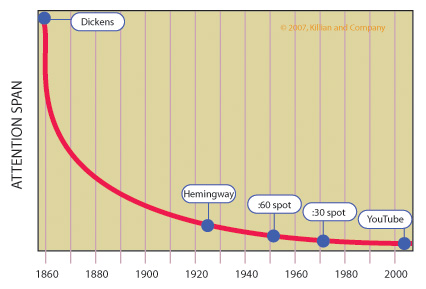 Dickens
© 2007, Killian and Company
ATTENTION SPAN
Hemingway
:60 spot
:30 spot
YouTube
1860 1880 1900 1920 1940 1960 1980 2000